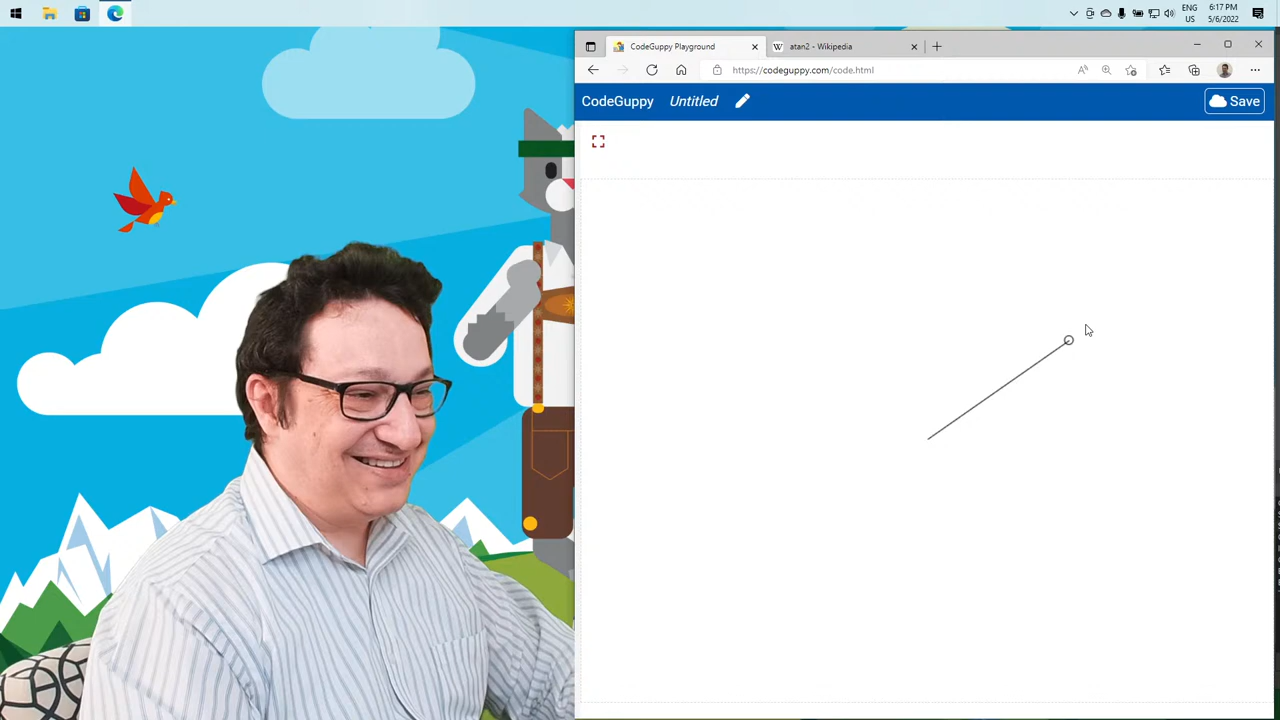 ENG
US
6:17 PM
5/6/2022
CodeGuppy Playground
W
atan2 - Wikipedia
https://codeguppy.com/code.html
CodeGuppy
Untitled
Save